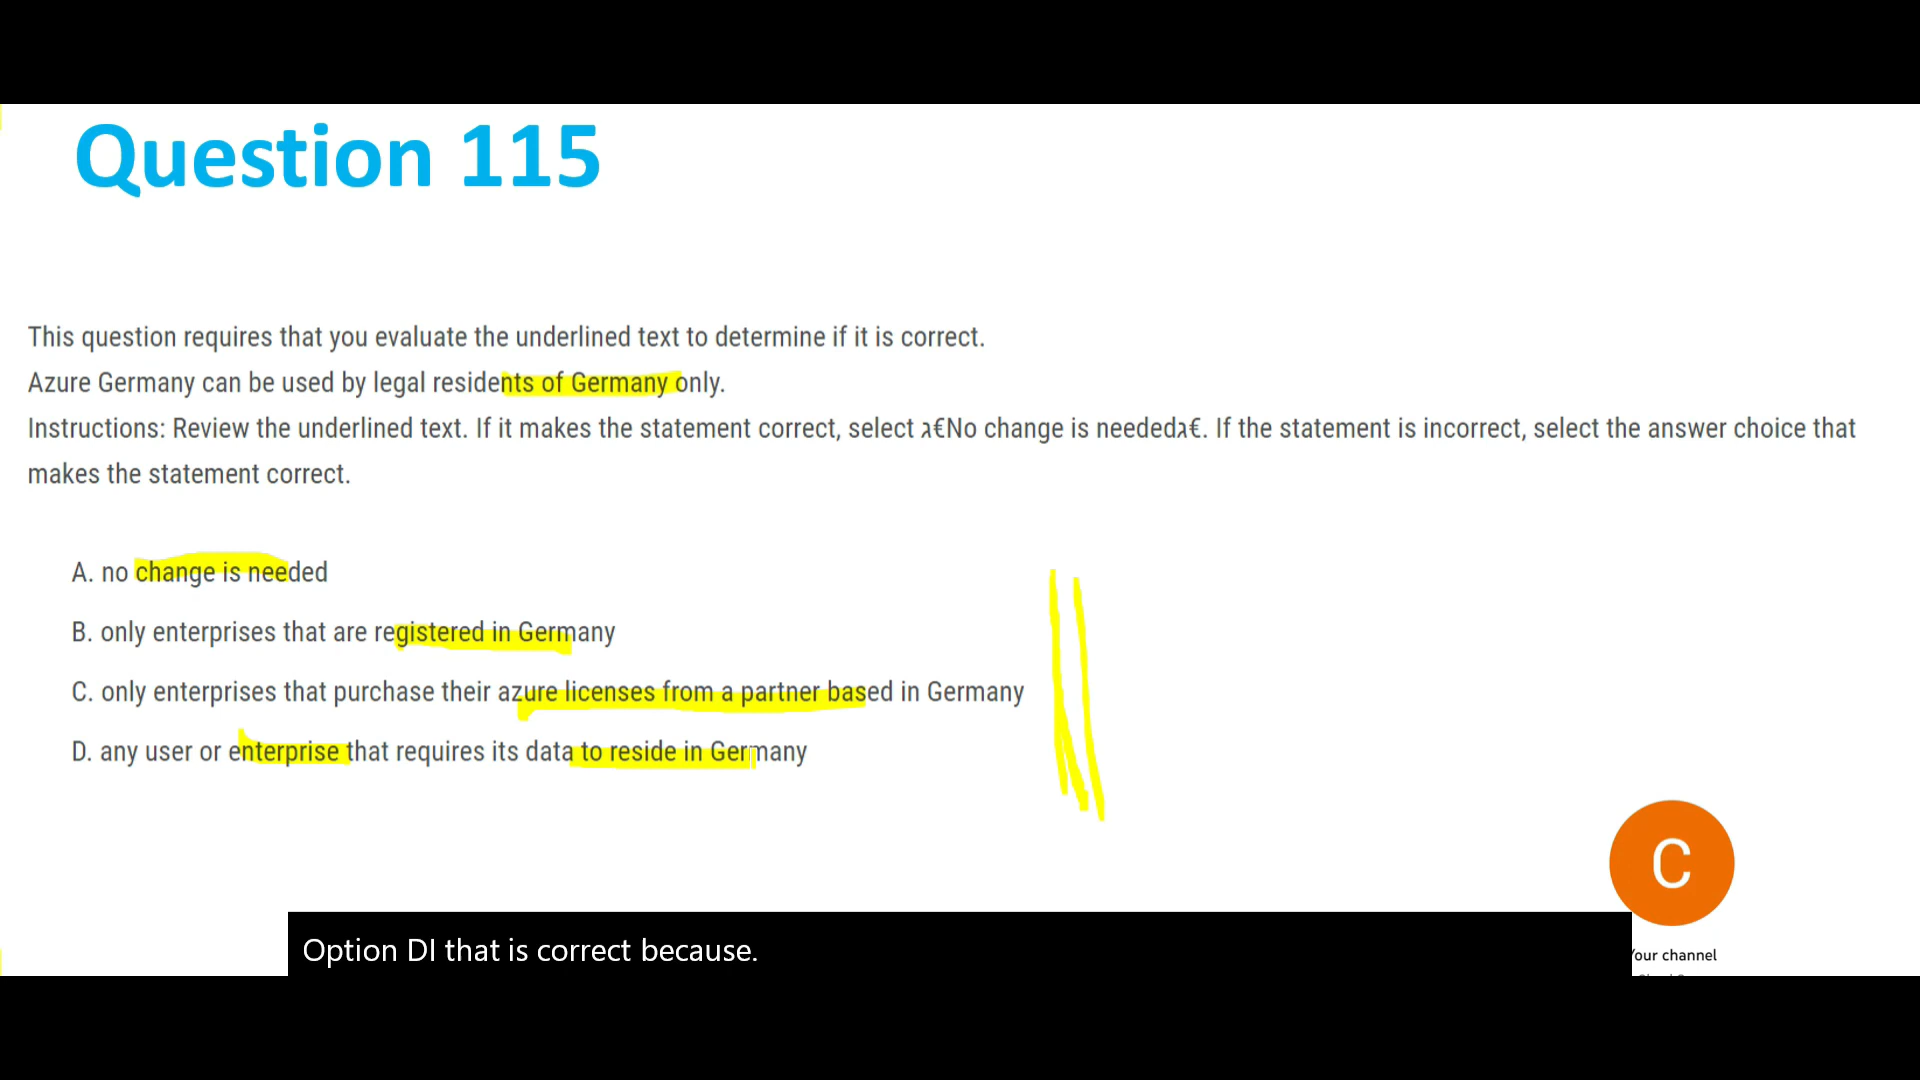 Question 115
This question requires that you evaluate the underlined text to determine if it is correct.
Azure Germany can be used by legal residents of Germany only.
Instructions: Review the underlined text. If it makes the statement correct, select ג€No change is neededג€. If the statement is incorrect, select the answer choice that
makes the statement correct.
A. no change is needed
B. only enterprises that are registered in Germany
C. only enterprises that purchase their azure licenses from a partner based in Germany
D. any user or enterprise that requires its data to reside in Germany
C
Your channel
Option DI that is correct because.